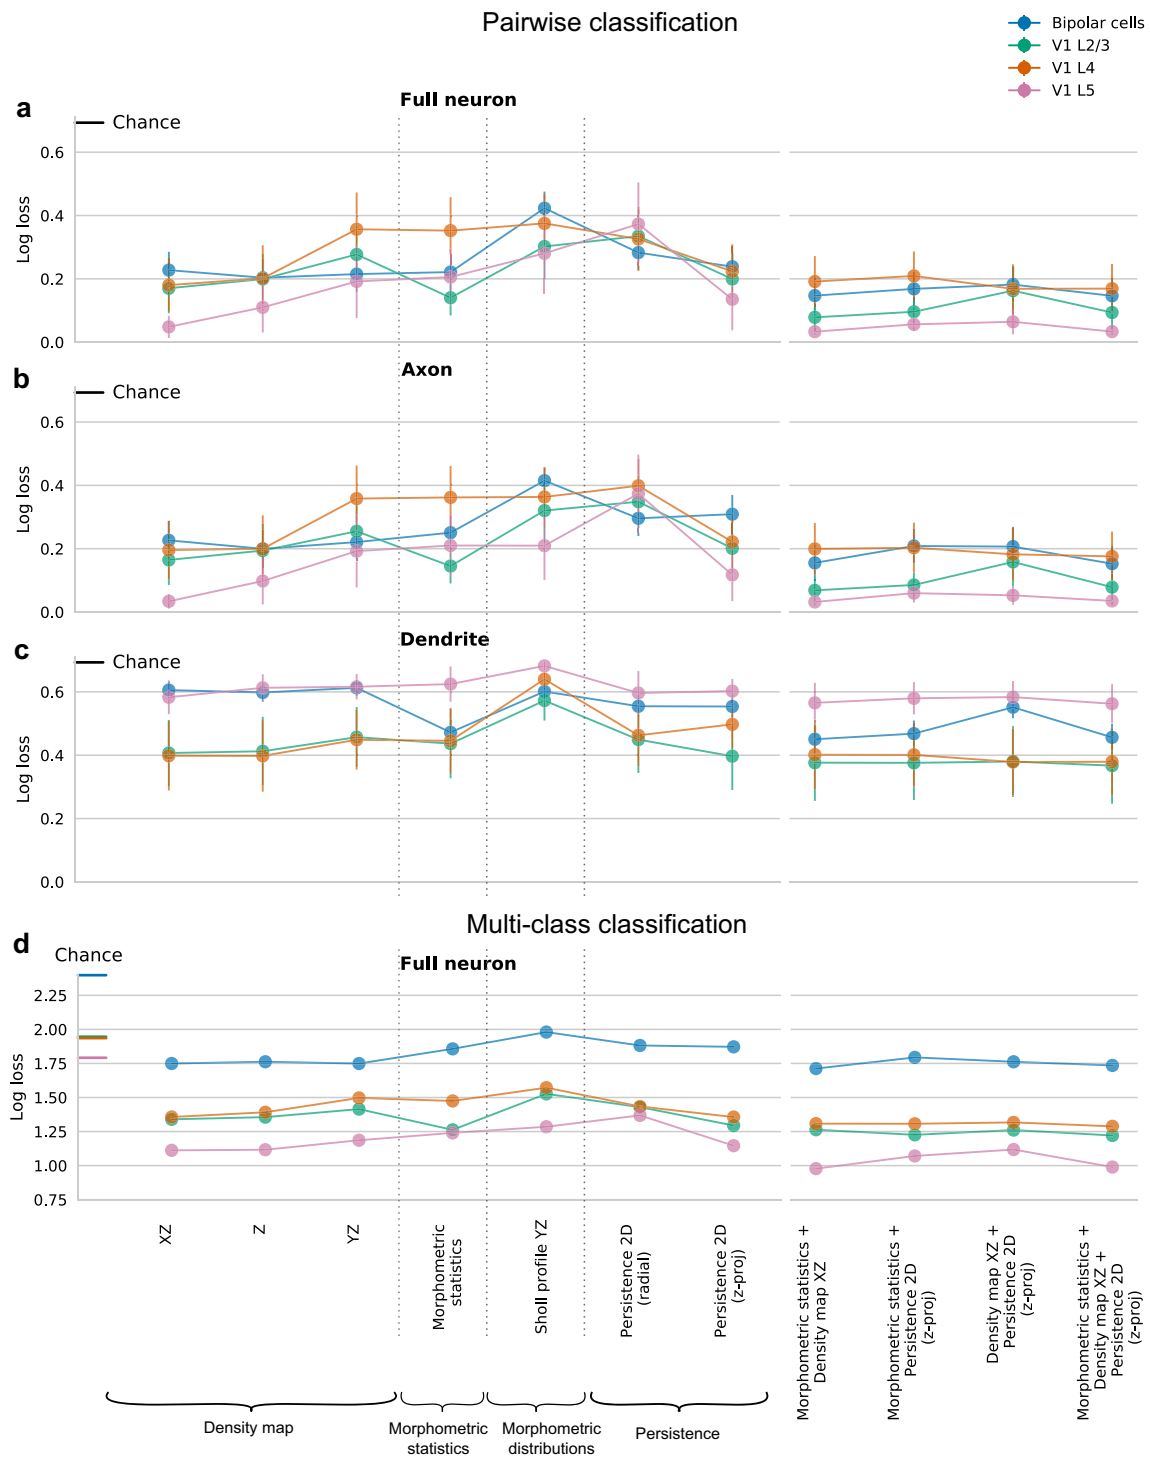 Pairwise classification
Bipolar cells
V1 L2/3
V1 L4
V1 L5
a
Full neuron
Chance
0.6
0.4
0.2
0.0
Log loss
b
Axon
Chance
0.6
0.4
0.2
0.0
Log loss
c
Dendrite
Chance
0.6
0.4
0.2
0.0
Log loss
Multi-class classification
d
Chance
Full neuron
2.25
2.00
1.75
1.50
1.25
1.00
0.75
Log loss
XZ
Z
YZ
Morphometric
statistics
Sholl profile YZ
Persistence 2D
(radial)
Persistence 2D
(z-proj)
Morphometric statistics +
Density map XZ
Morphometric statistics +
Persistence 2D
(z-proj)
Density map XZ +
Persistence 2D
(z-proj)
Morphometric statistics +
Density map XZ +
Persistence 2D
(z-proj)
Density map
Morphometric
statistics
Morphometric
distributions
Persistence